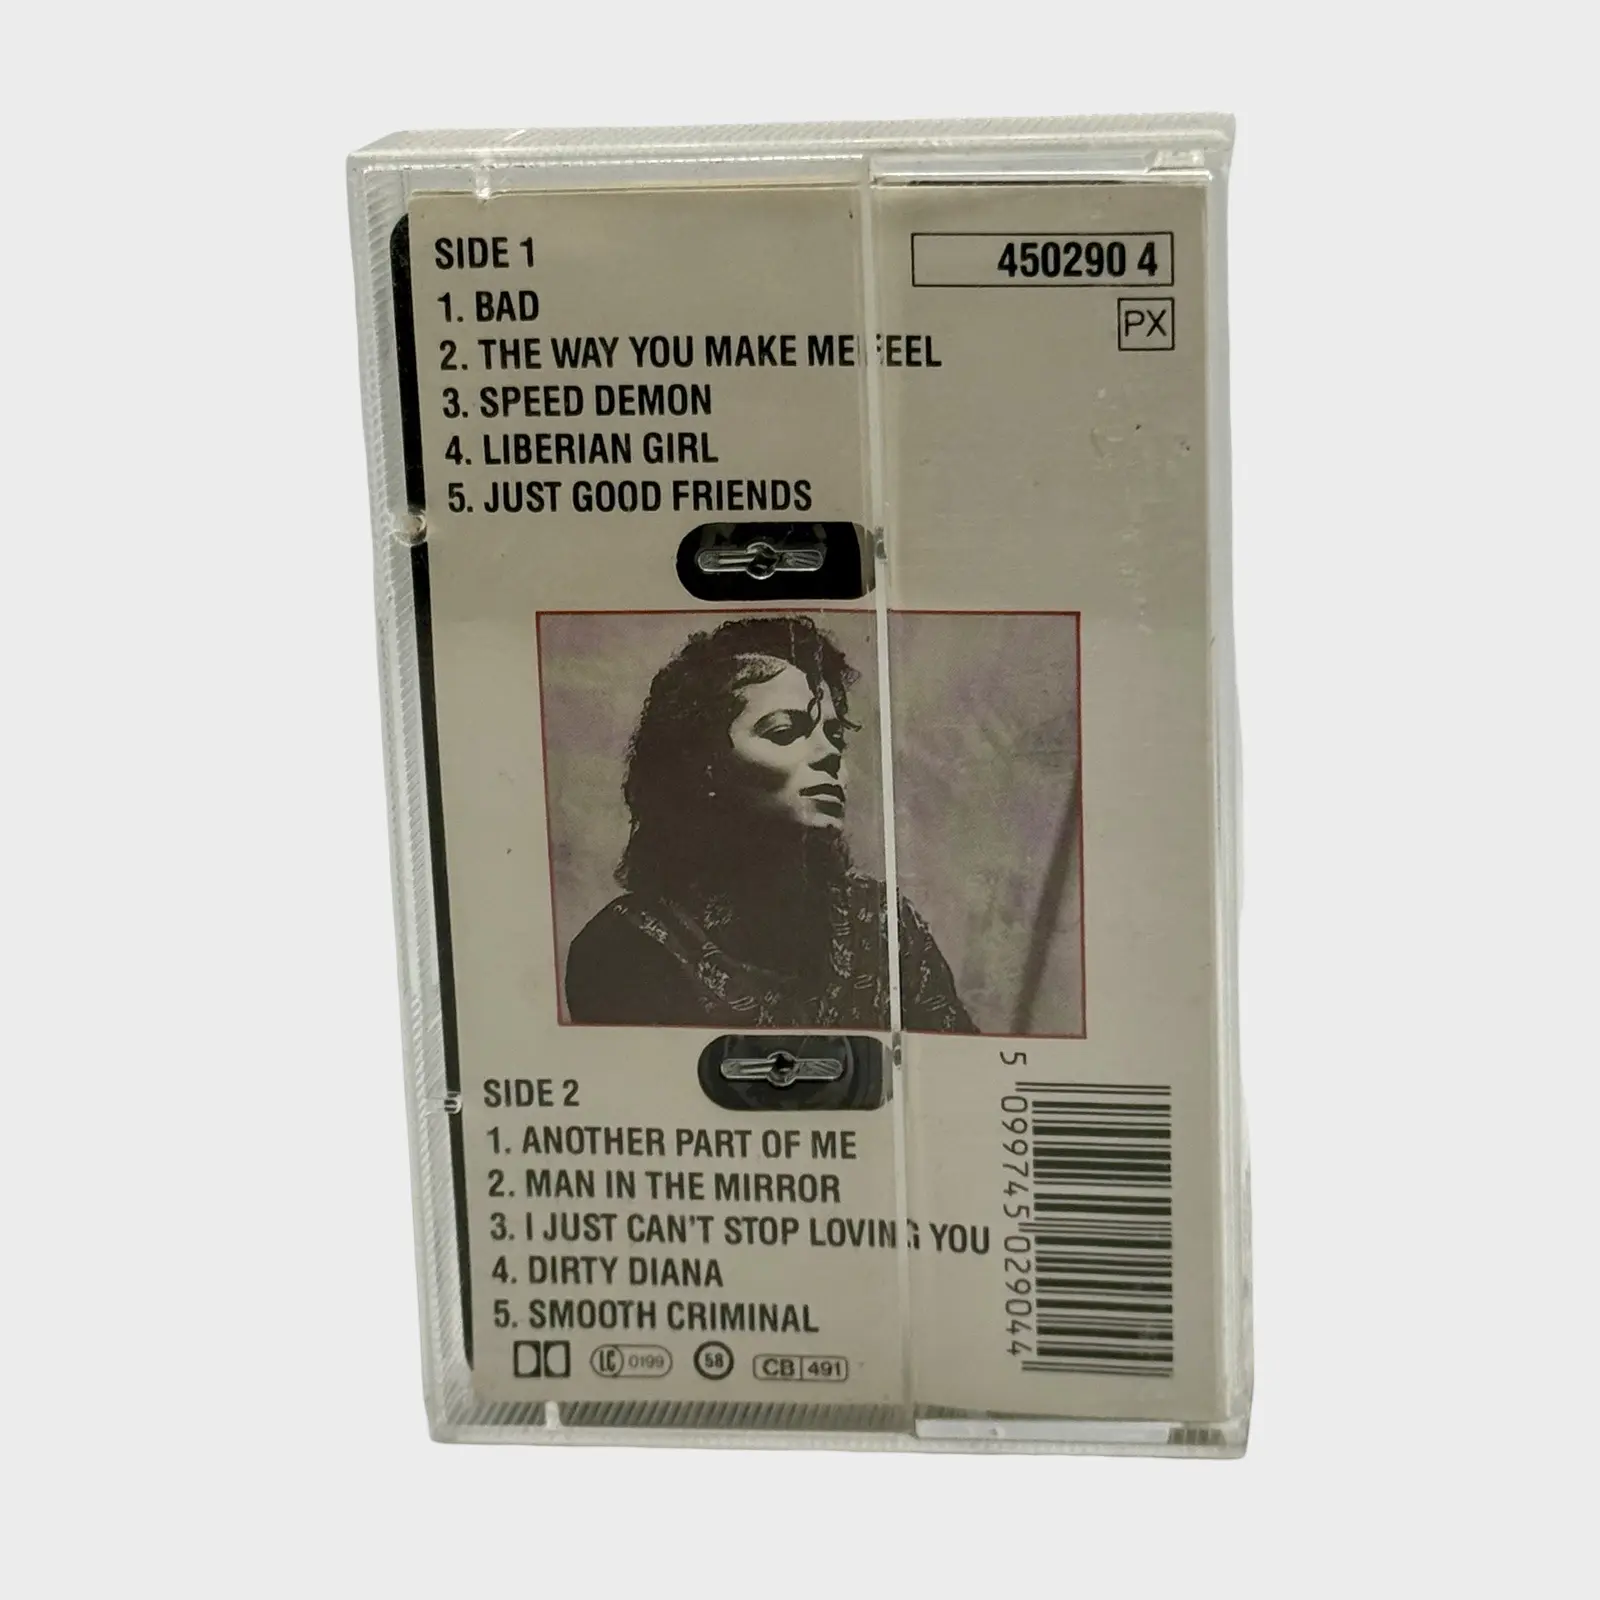 SIDE 1
450290 4
1. BAD
PX
2. THE WAY YOU MAKE ME FEEL
3. SPEED DEMON
4. LIBERIAN GIRL
5. JUST GOOD FRIENDS
SIDE 2
1. ANOTHER PART OF ME
2. MAN IN THE MIRROR
3. I JUST CAN'T STOP LOVING YOU
4. DIRTY DIANA
5. SMOOTH CRIMINAL
LC 0199 58 CB 491
5 099745 029044